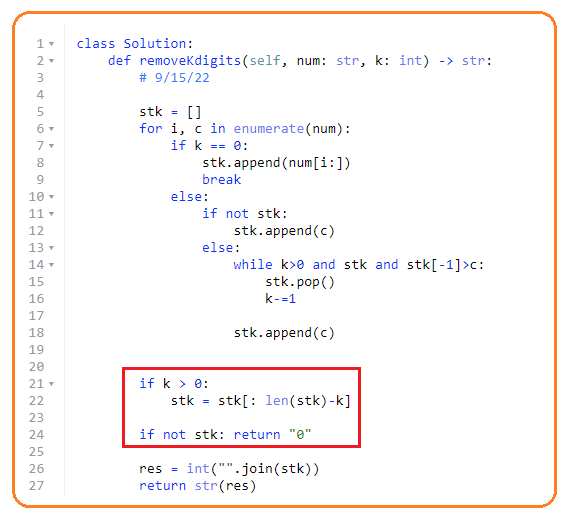 1 class Solution:
2     def removeKdigits(self, num: str, k: int) -> str:
3         # 9/15/22
4
5         stk = []
6         for i, c in enumerate(num):
7             if k == 0:
8                 stk.append(num[i:])
9                 break
10             else:
11                 if not stk:
12                     stk.append(c)
13                 else:
14                     while k>0 and stk and stk[-1]>c:
15                         stk.pop()
16                         k-=1
17
18                     stk.append(c)
19
20
21         if k > 0:
22             stk = stk[: len(stk)-k]
23
24         if not stk: return "0"
25
26         res = int("".join(stk))
27         return str(res)